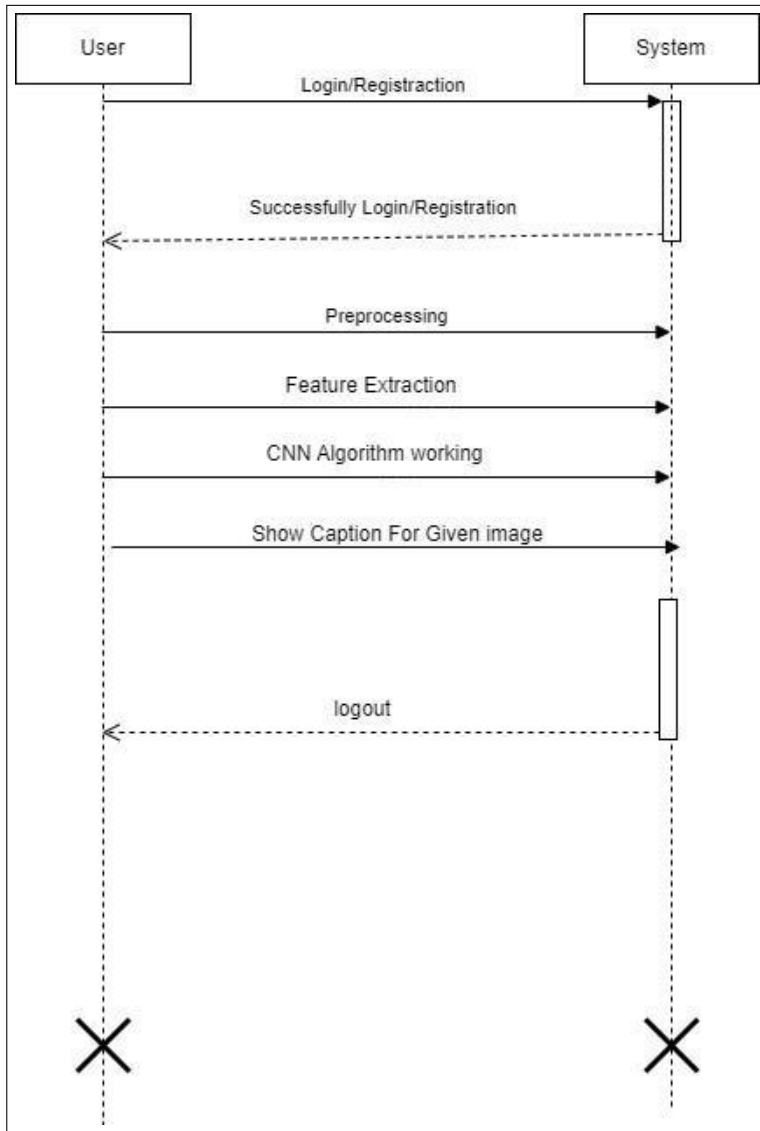 User
System
Login/Registraction
Successfully Login/Registration
Preprocessing
Feature Extraction
CNN Algorithm working
Show Caption For Given image
logout